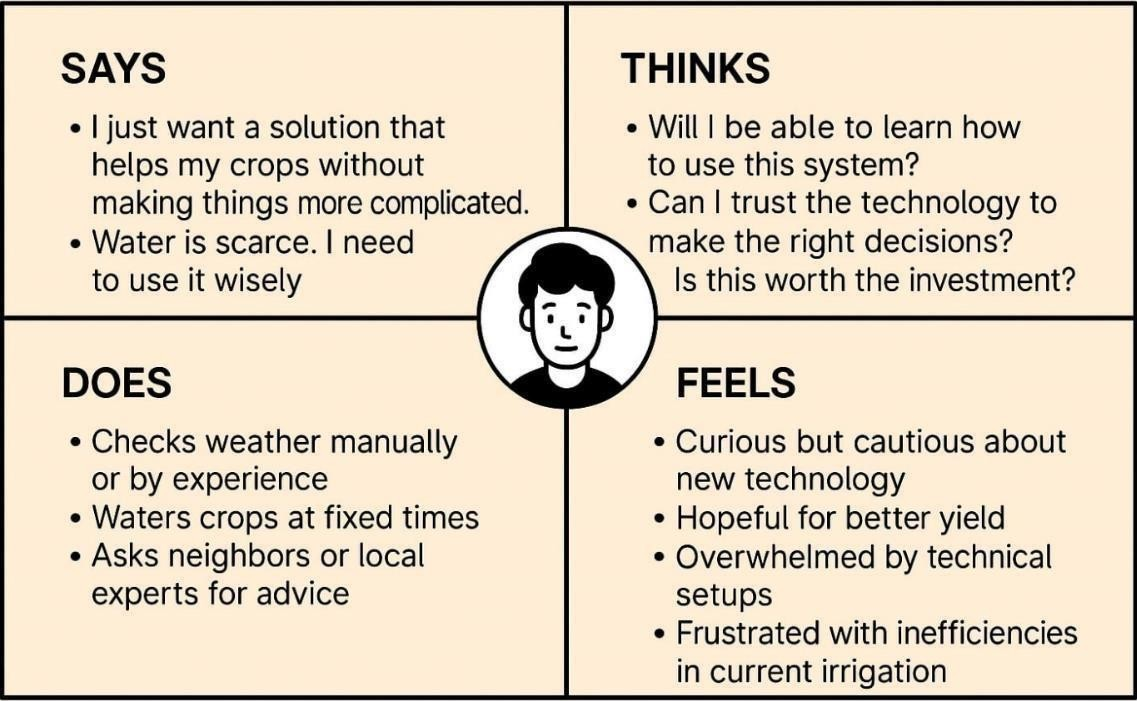 SAYS
• I just want a solution that
helps my crops without
making things more complicated.
• Water is scarce. I need
to use it wisely
THINKS
• Will I be able to learn how
to use this system?
• Can I trust the technology to
make the right decisions?
Is this worth the investment?
DOES
• Checks weather manually
or by experience
• Waters crops at fixed times
• Asks neighbors or local
experts for advice
FEELS
• Curious but cautious about
new technology
• Hopeful for better yield
• Overwhelmed by technical
setups
• Frustrated with inefficiencies
in current irrigation